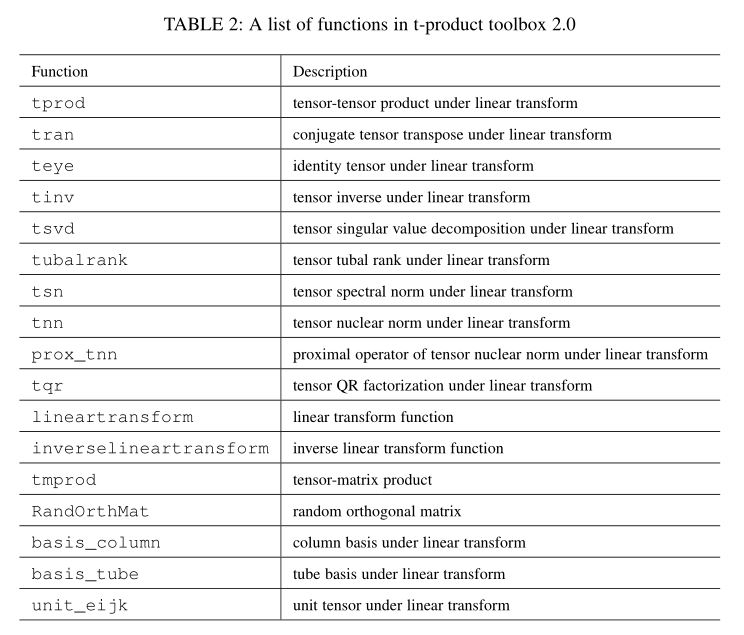 TABLE 2: A list of functions in t-product toolbox 2.0
Function Description
tprod tensor-tensor product under linear transform
tran conjugate tensor transpose under linear transform
teye identity tensor under linear transform
tinv tensor inverse under linear transform
tsvd tensor singular value decomposition under linear transform
tubalrank tensor tubal rank under linear transform
tsn tensor spectral norm under linear transform
tnn tensor nuclear norm under linear transform
prox_tnn proximal operator of tensor nuclear norm under linear transform
tqr tensor QR factorization under linear transform
lineartransform linear transform function
inverselineartransform inverse linear transform function
tmprod tensor-matrix product
RandOrthMat random orthogonal matrix
basis_column column basis under linear transform
basis_tube tube basis under linear transform
unit_eijk unit tensor under linear transform